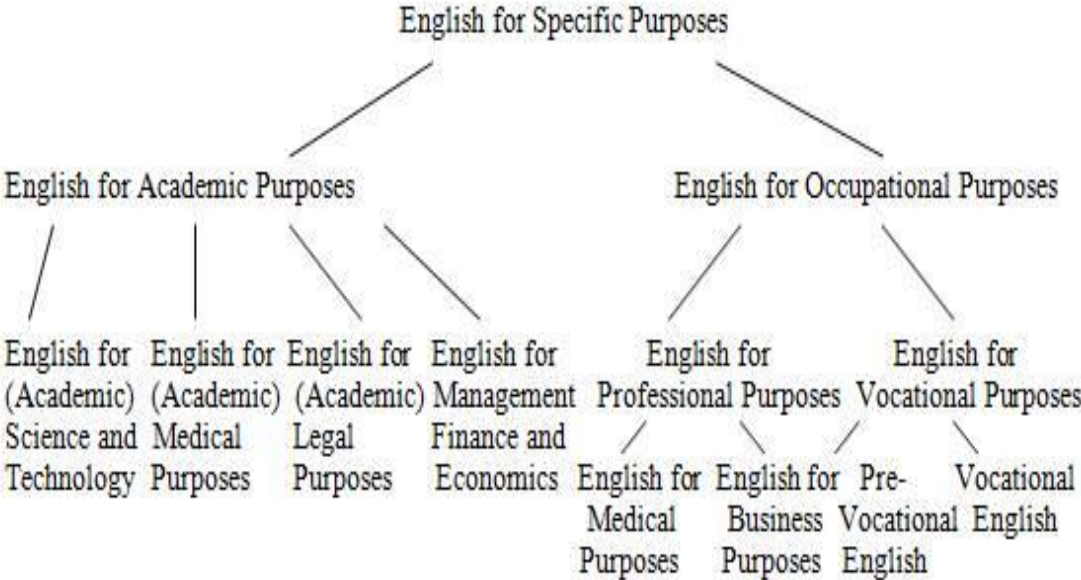 English for Specific Purposes
English for Academic Purposes
English for Occupational Purposes
English for
(Academic)
Science and
Technology
English for
(Academic)
Medical
Purposes
English for
(Academic)
Legal
Purposes
English for
Management
Finance and
Economics
English for
Professional Purposes
English for
Vocational Purposes
English for
Medical
Purposes
English for
Business
Purposes
Pre-
Vocational
English
Vocational
English